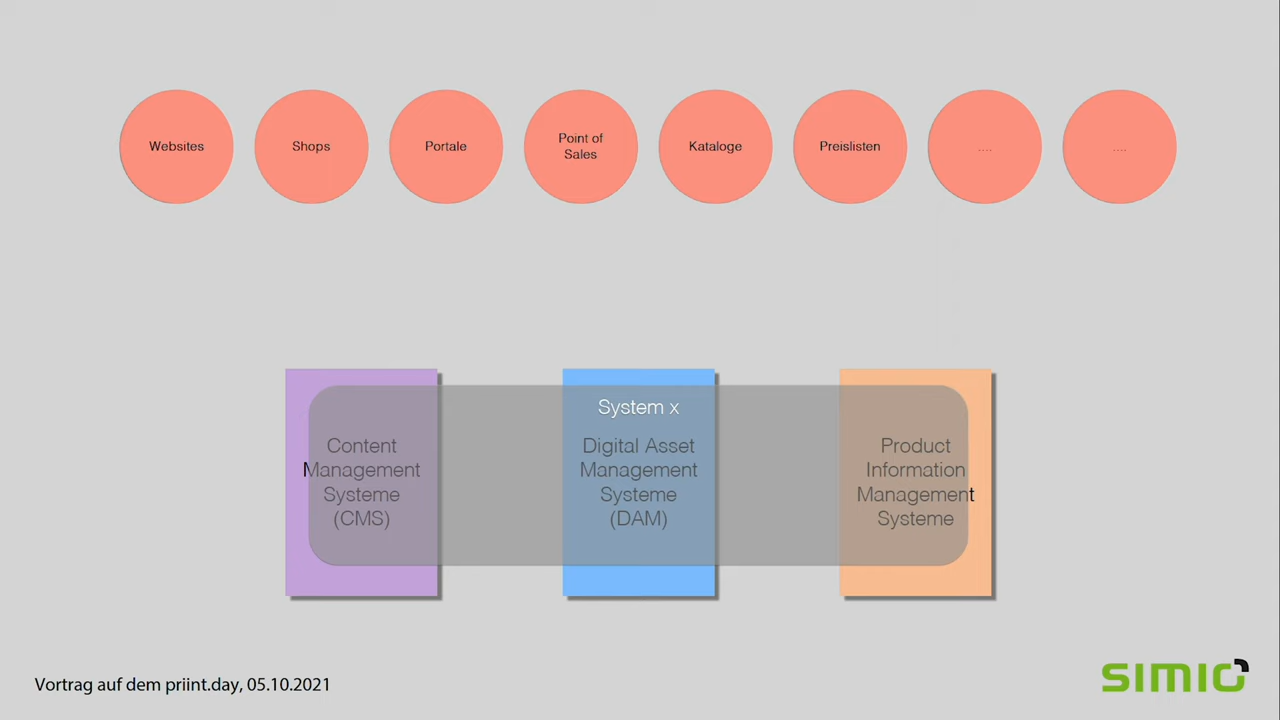 Websites
Shops
Portale
Point of
Sales
Kataloge
Preislisten
....
....
System x
Content
Management
Systeme
(CMS)
Digital Asset
Management
Systeme
(DAM)
Product
Information
Management
Systeme
Vortrag auf dem priint.day, 05.10.2021
SIMIO